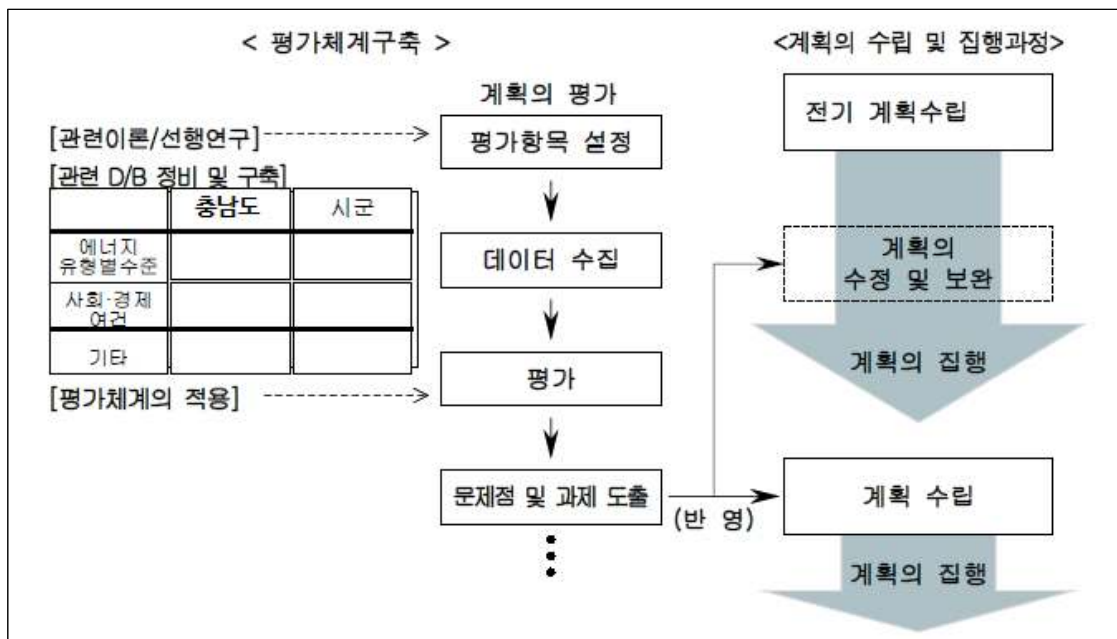 < 평가체계구축 >
<계획의 수립 및 집행과정>
계획의 평가
[관련이론/선행연구]
평가항목 설정
전기 계획수립
[관련 D/B 정비 및 구축]
충남도
시군
에너지
유형별수준
사회·경제
여건
기타
데이터 수집
계획의
수정 및 보완
계획의 집행
평가
[평가체계의 적용]
문제점 및 과제 도출
(반 영)
계획 수립
계획의 집행